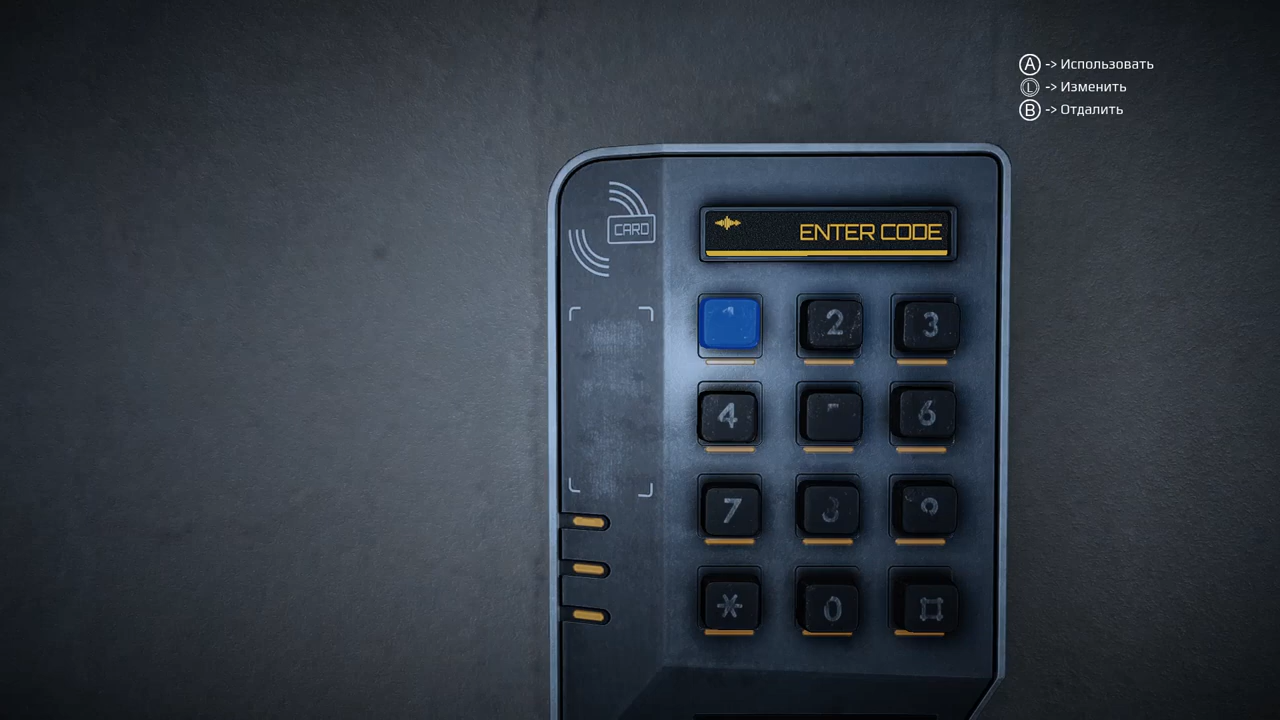 -> Использовать
-> Изменить
-> Отдалить
CARD
ENTER CODE
1 2 3
4 6
7
* 0 #